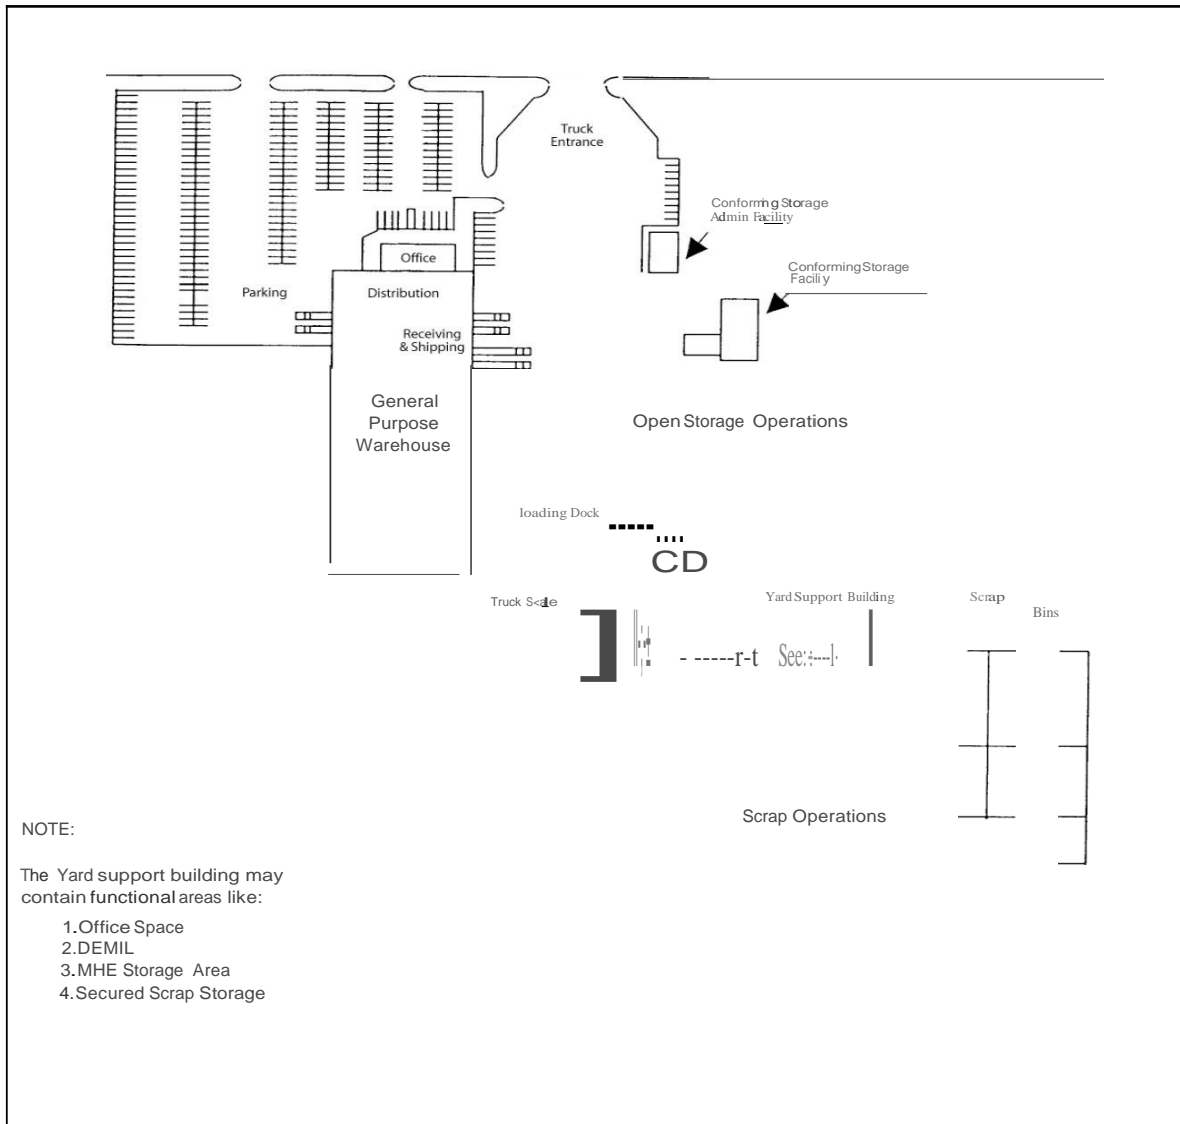 Truck
Entrance
Conforming Storage
Admin Facility
Office
Conforming Storage
Faciliy
Parking
Distribution
Receiving
& Shipping
General
Purpose
Warehouse
Open Storage Operations
loading Dock
CD
Truck
Yard Support Building
Scrap
Bins
Scrap Operations
NOTE:
The Yard support building may
contain functional areas like:
1.Office Space
2.DEMIL
3.MHE Storage Area
4.Secured Scrap Storage